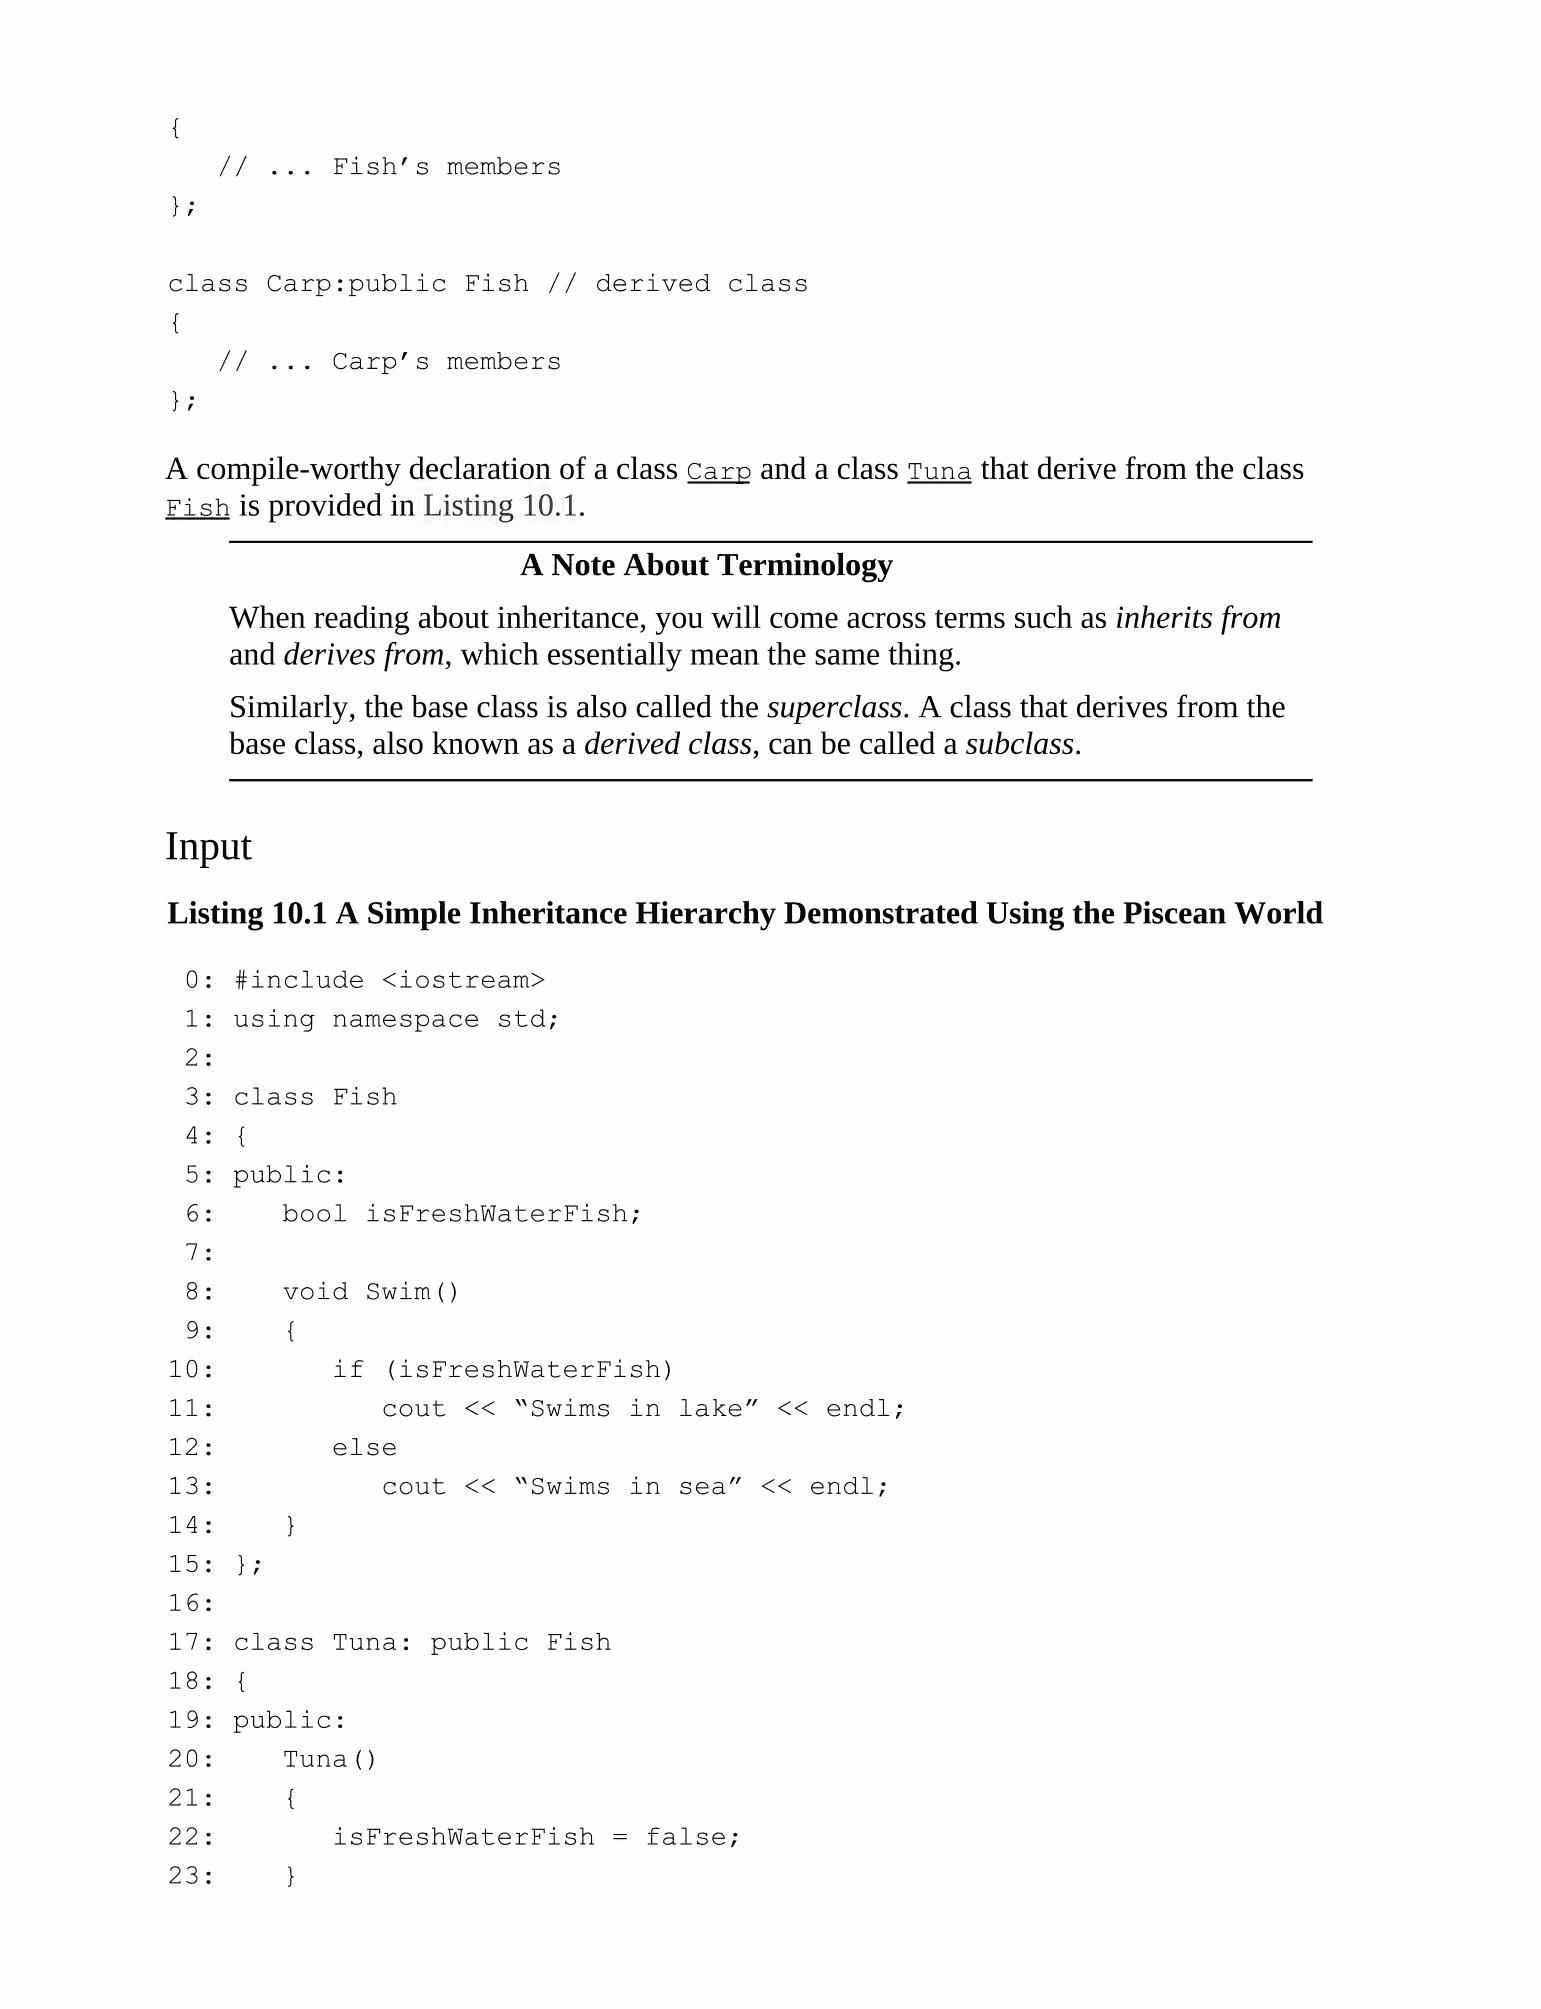 {
   // ... Fish’s members
};
class Carp:public Fish // derived class
{
   // ... Carp’s members
};
A compile-worthy declaration of a class Carp and a class Tuna that derive from the class
Fish is provided in Listing 10.1.
A Note About Terminology
When reading about inheritance, you will come across terms such as inherits from
and derives from, which essentially mean the same thing.
Similarly, the base class is also called the superclass. A class that derives from the
base class, also known as a derived class, can be called a subclass.
Input
Listing 10.1 A Simple Inheritance Hierarchy Demonstrated Using the Piscean World
 0: #include <iostream>
 1: using namespace std;
 2:
 3: class Fish
 4: {
 5: public:
 6:    bool isFreshWaterFish;
 7:
 8:    void Swim()
 9:    {
10:       if (isFreshWaterFish)
11:          cout << “Swims in lake” << endl;
12:       else
13:          cout << “Swims in sea” << endl;
14:    }
15: };
16:
17: class Tuna: public Fish
18: {
19: public:
20:    Tuna()
21:    {
22:       isFreshWaterFish = false;
23:    }